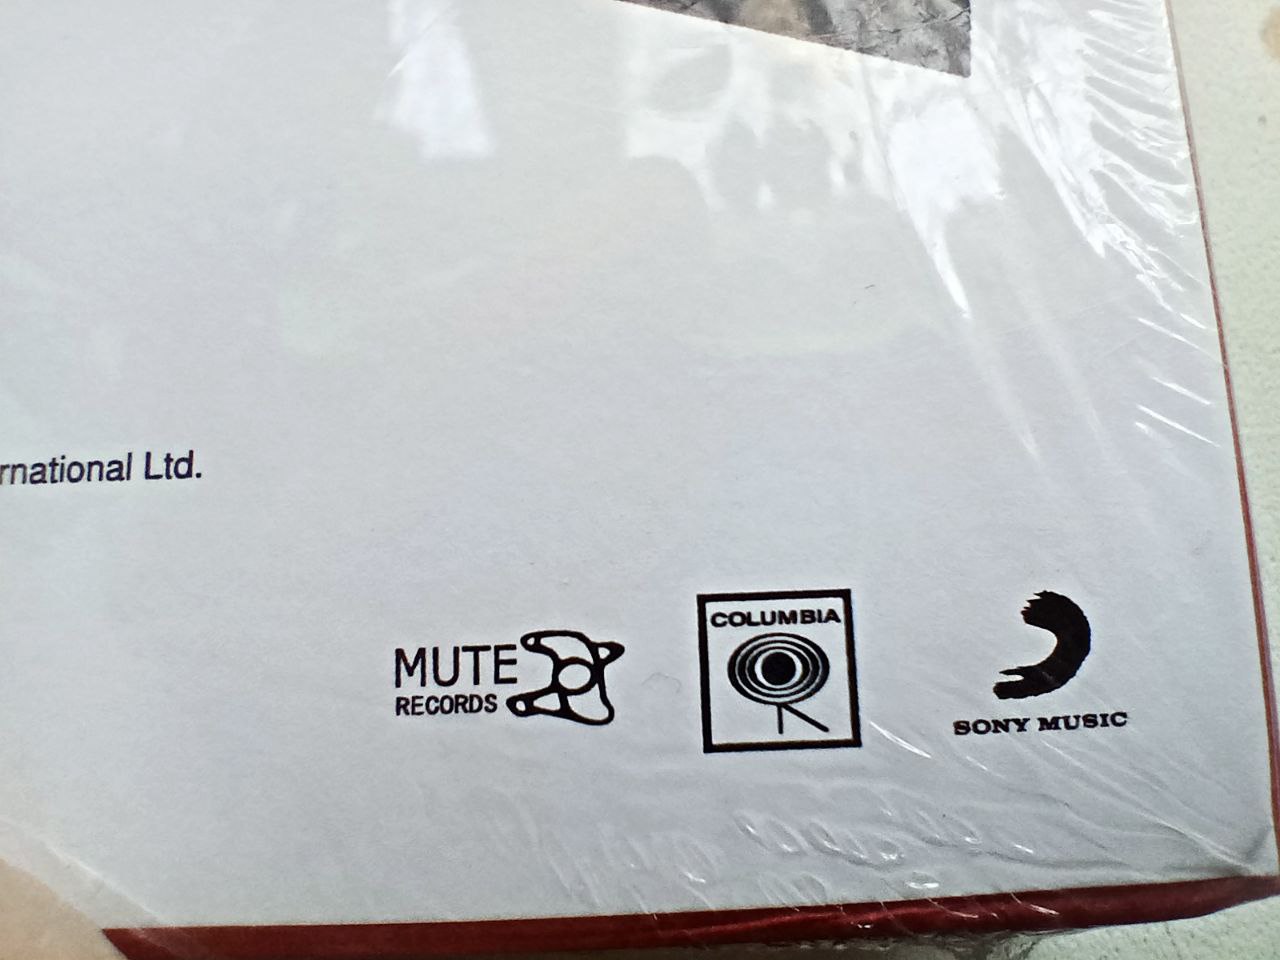 rnational Ltd.
MUTE
RECORDS
COLUMBIA
SONY MUSIC